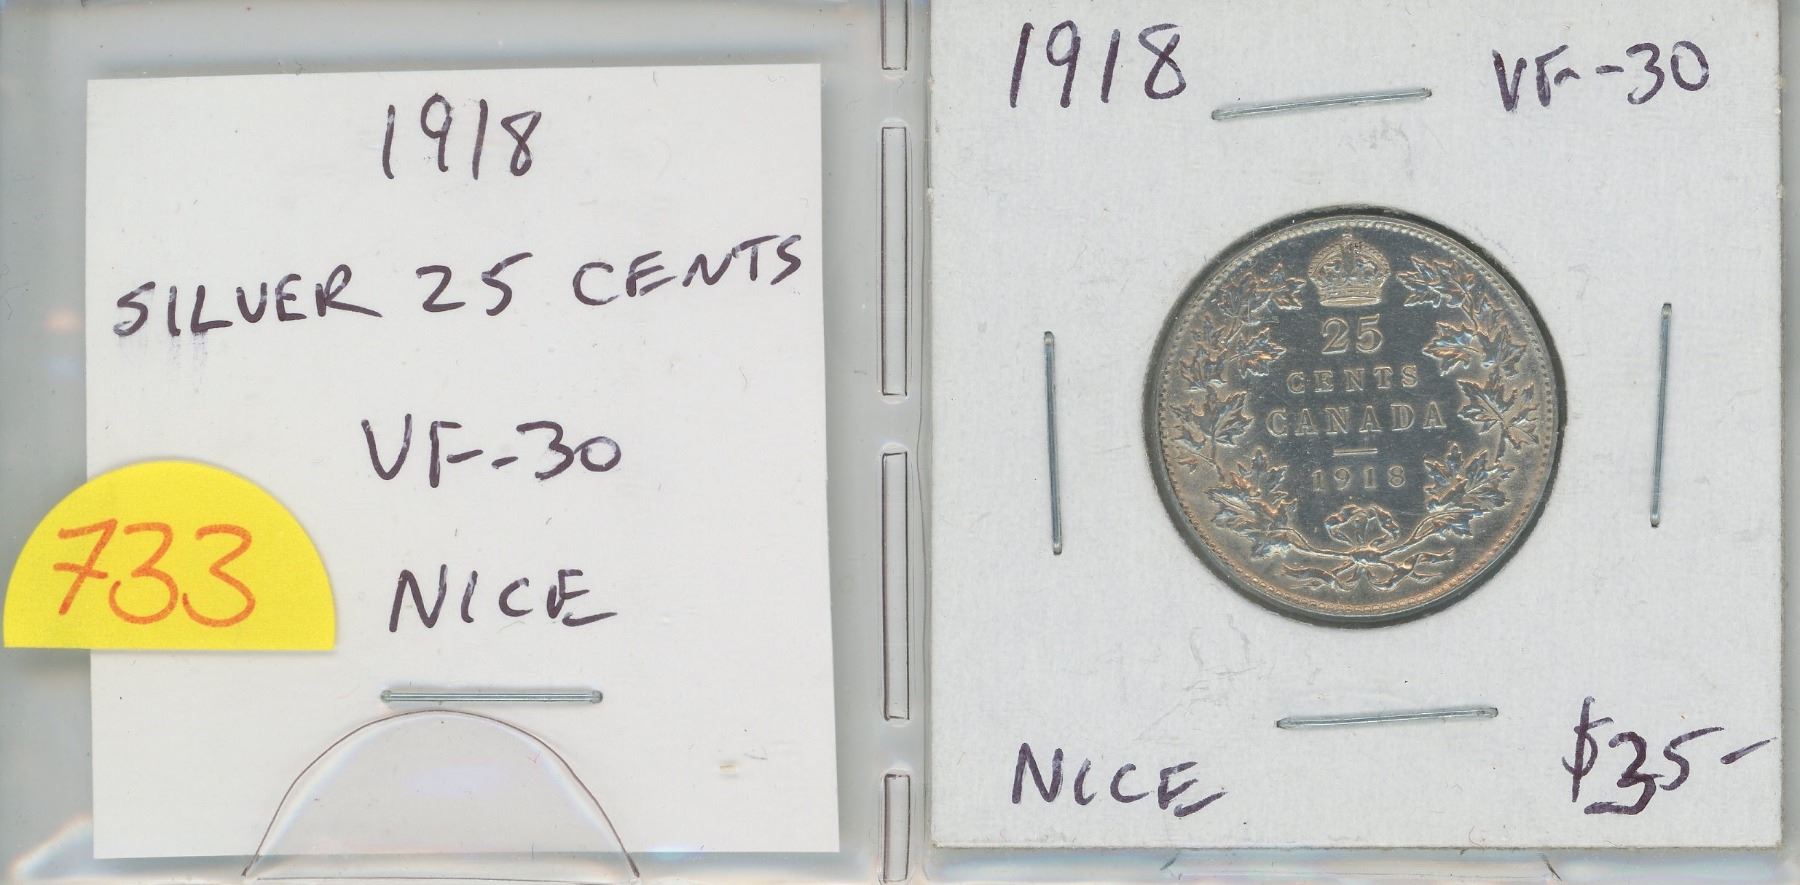 1918
SILVER 25 CENTS
VF-30
NICE
733
1918
VF-30
25
CENTS
CANADA
1918
NICE
$35-